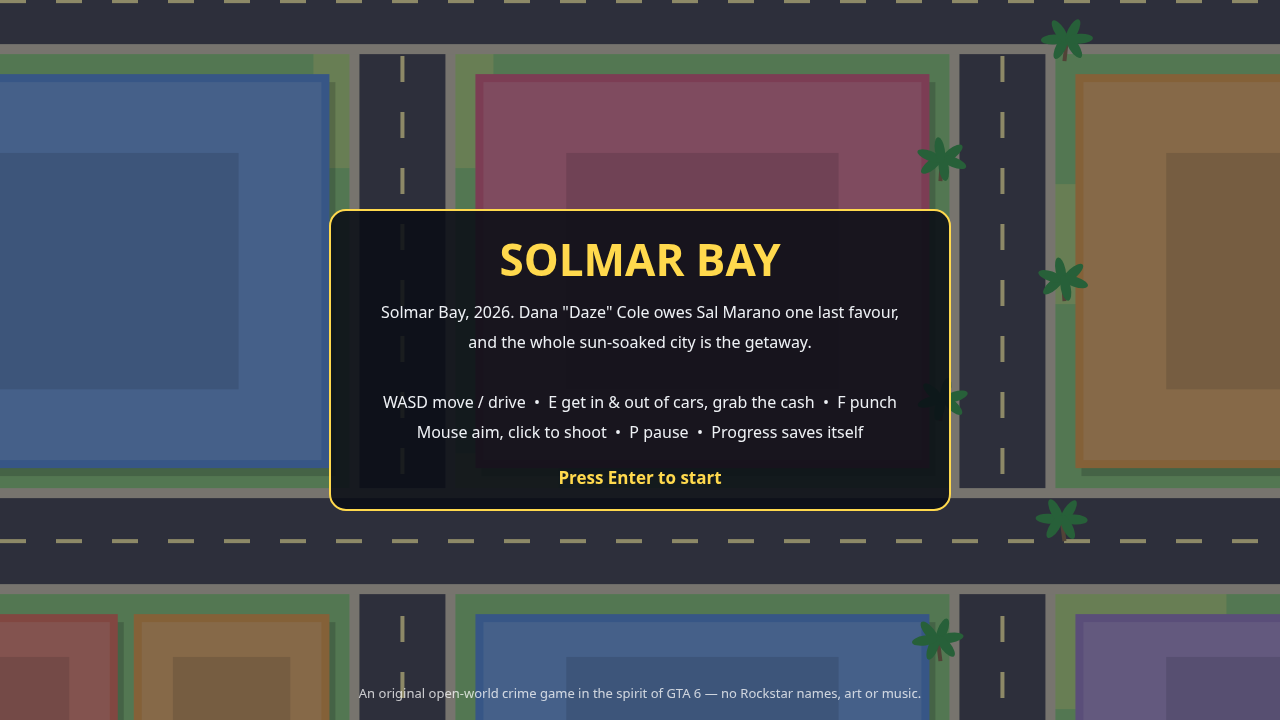 SOLMAR BAY
Solmar Bay, 2026. Dana "Daze" Cole owes Sal Marano one last favour,
and the whole sun-soaked city is the getaway.
WASD move / drive • E get in & out of cars, grab the cash • F punch
Mouse aim, click to shoot • P pause • Progress saves itself
Press Enter to start
An original open-world crime game in the spirit of GTA 6 — no Rockstar names, art or music.